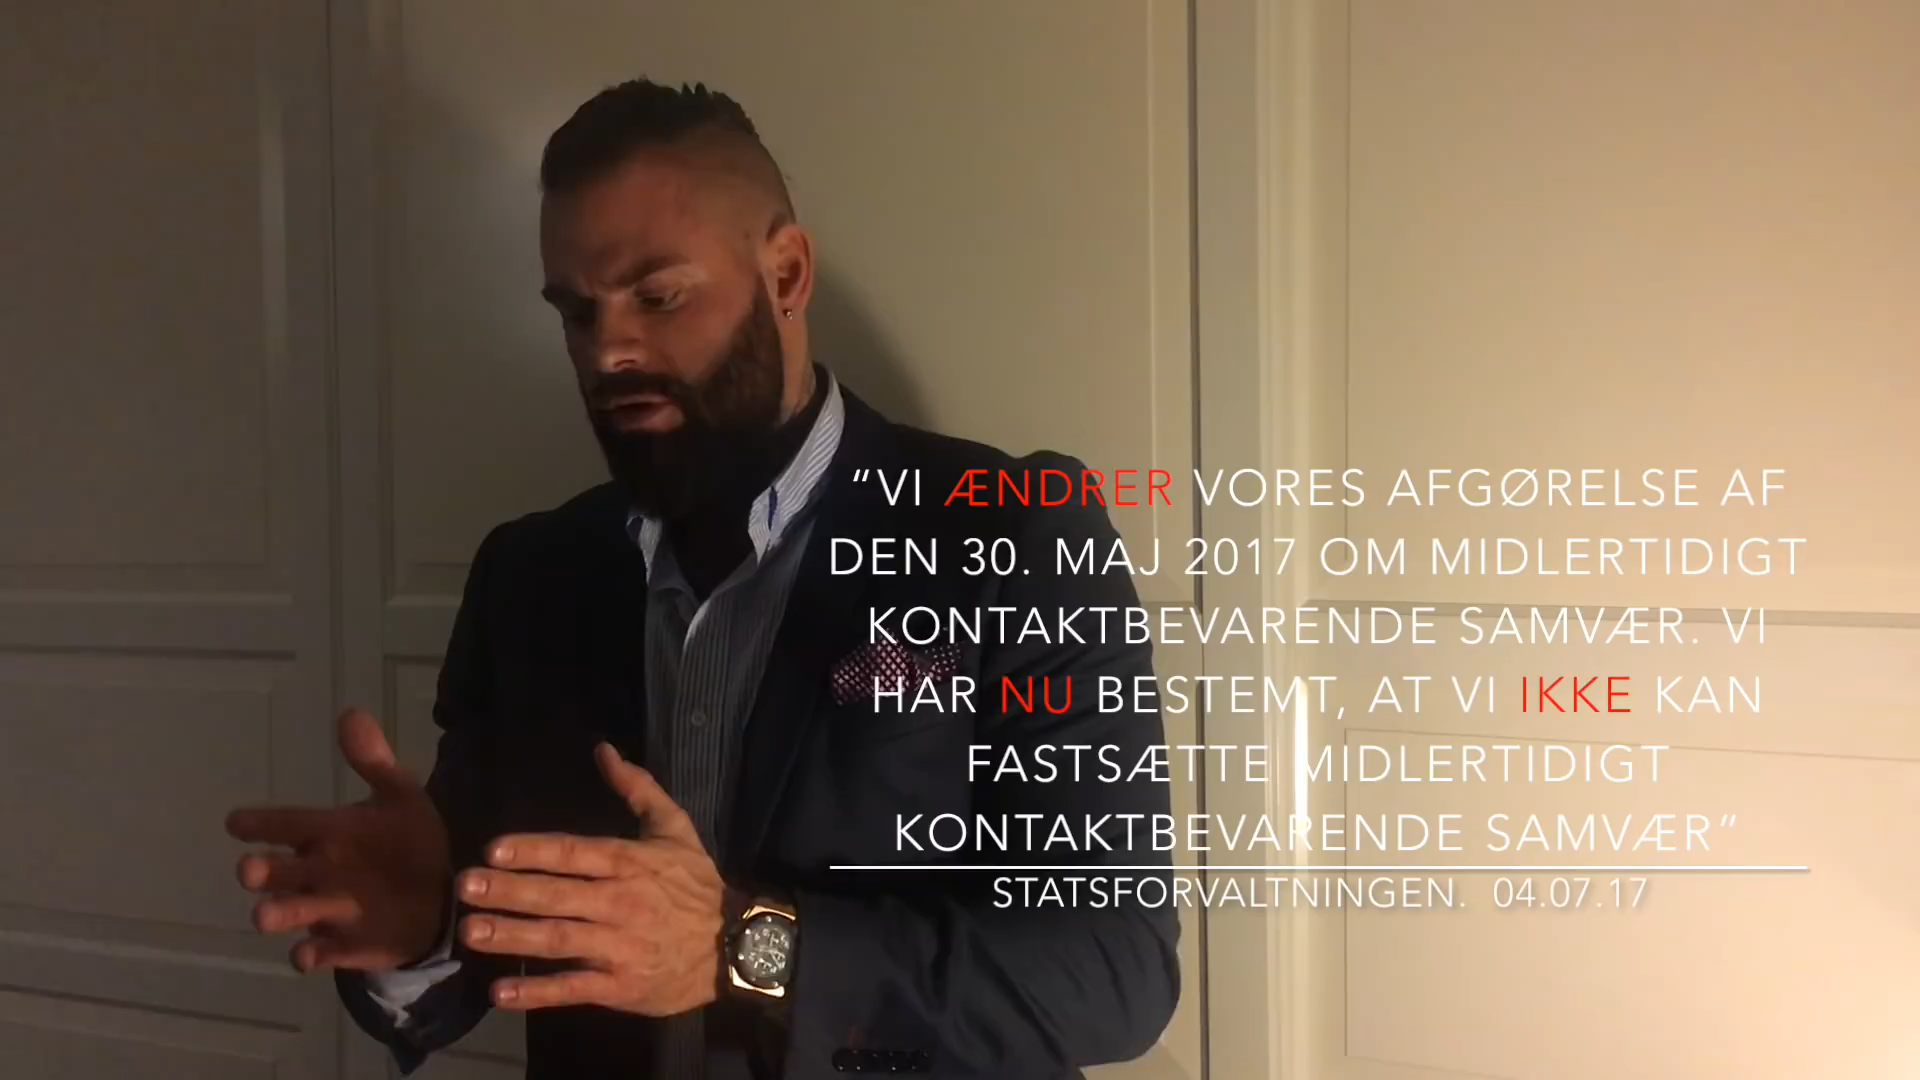 “VI ÆNDRER VORES AFGØRELSE AF
DEN 30. MAJ 2017 OM MIDLERTIDIGT
KONTAKTBEVARENDE SAMVÆR. VI
HAR NU BESTEMT, AT VI IKKE KAN
FASTSÆTTE MIDLERTIDIGT
KONTAKTBEVARENDE SAMVÆR”
STATSFORVALTNINGEN. 04.07.17